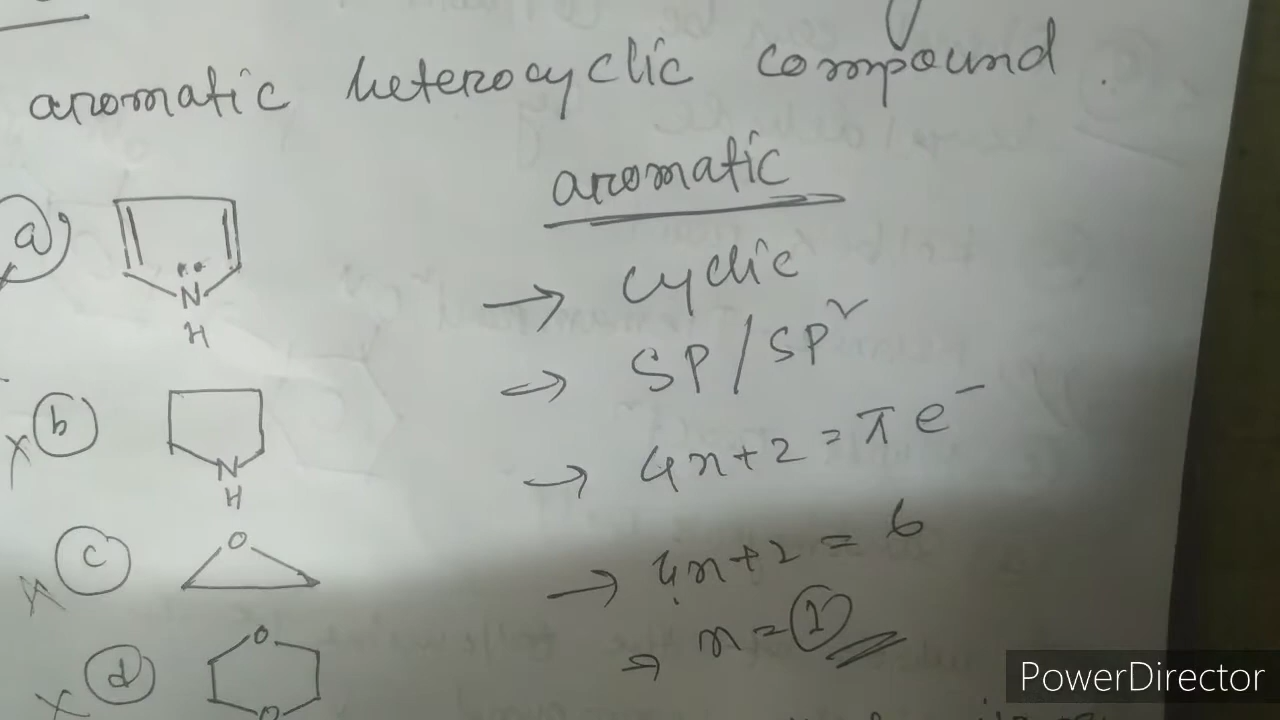 aromatic heterocyclic compound.
aromatic
a)
N
H
→ cyclic
→ SP/SP²
b
N
H
→ 4n+2 = π e⁻
c
O
→ 4n+2 = 6
→ n = 1
d
O
O
PowerDirector